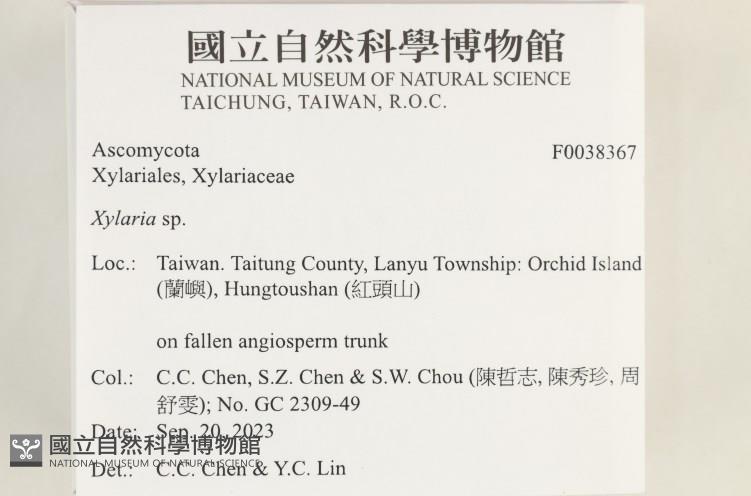 國立自然科學博物館
NATIONAL MUSEUM OF NATURAL SCIENCE
TAICHUNG, TAIWAN, R.O.C.
Ascomycota F0038367
Xylariales, Xylariaceae
Xylaria sp.
Loc.: Taiwan. Taitung County, Lanyu Township: Orchid Island
(蘭嶼), Hungtoushan (紅頭山)
on fallen angiosperm trunk
Col.: C.C. Chen, S.Z. Chen & S.W. Chou (陳哲志, 陳秀珍, 周
舒雯); No. GC 2309-49
Date: Sep. 20, 2023
國立自然科學博物館
NATIONAL MUSEUM OF NATURAL SCIENCE
Det.: C.C. Chen & Y.C. Lin